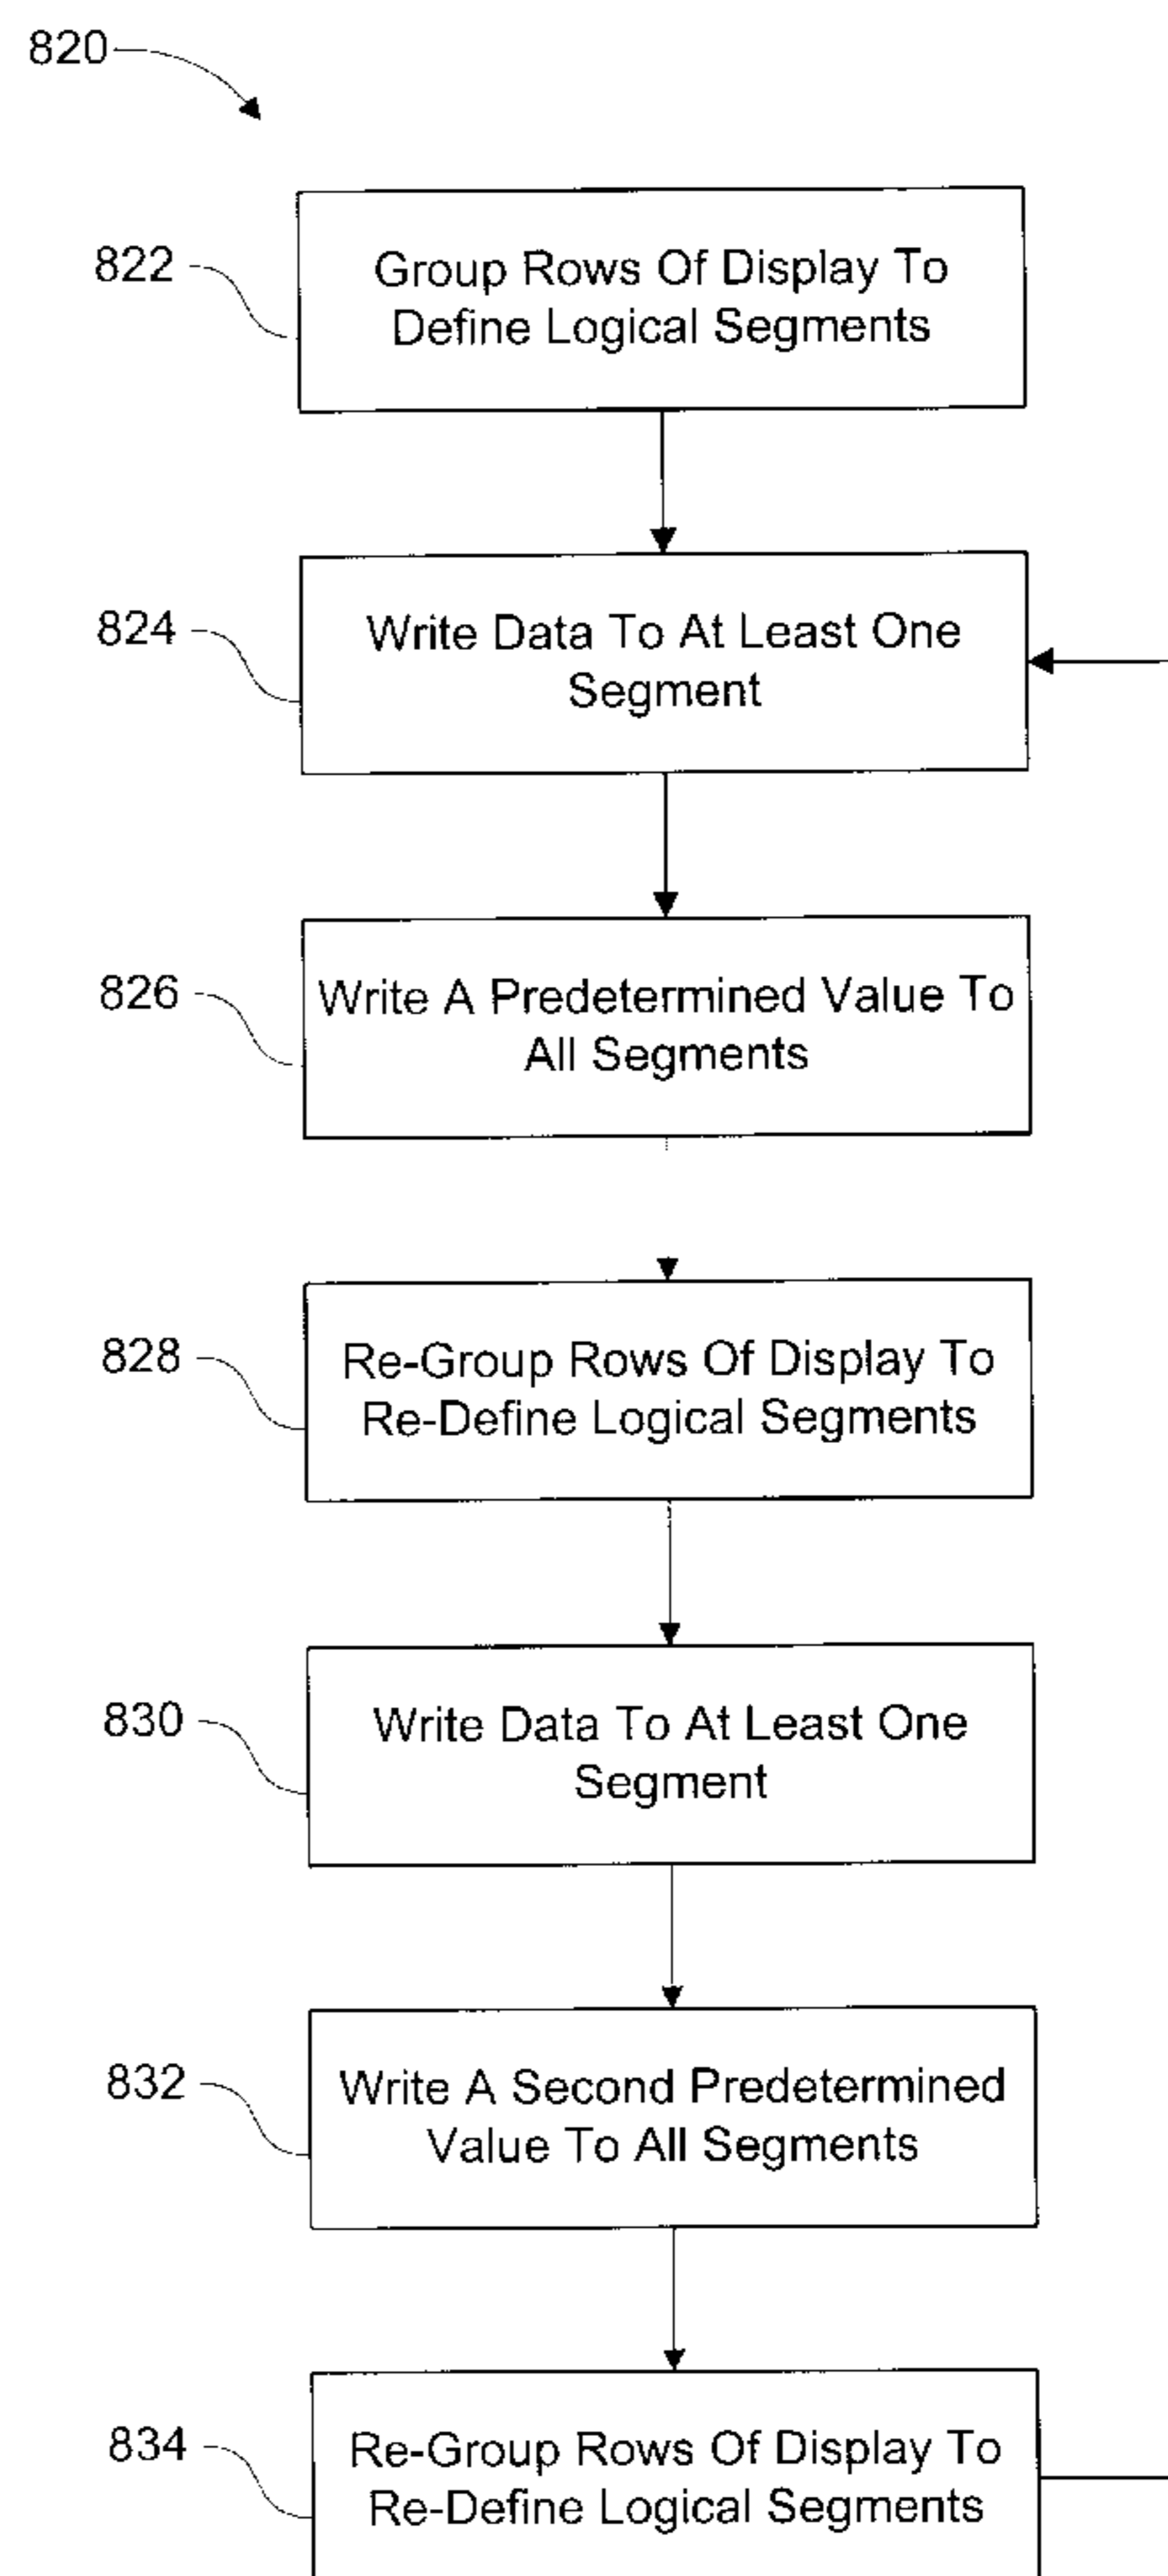 820
822
Group Rows Of Display To
Define Logical Segments
824
Write Data To At Least One
Segment
826
Write A Predetermined Value To
All Segments
828
Re-Group Rows Of Display To
Re-Define Logical Segments
830
Write Data To At Least One
Segment
832
Write A Second Predetermined
Value To All Segments
834
Re-Group Rows Of Display To
Re-Define Logical Segments